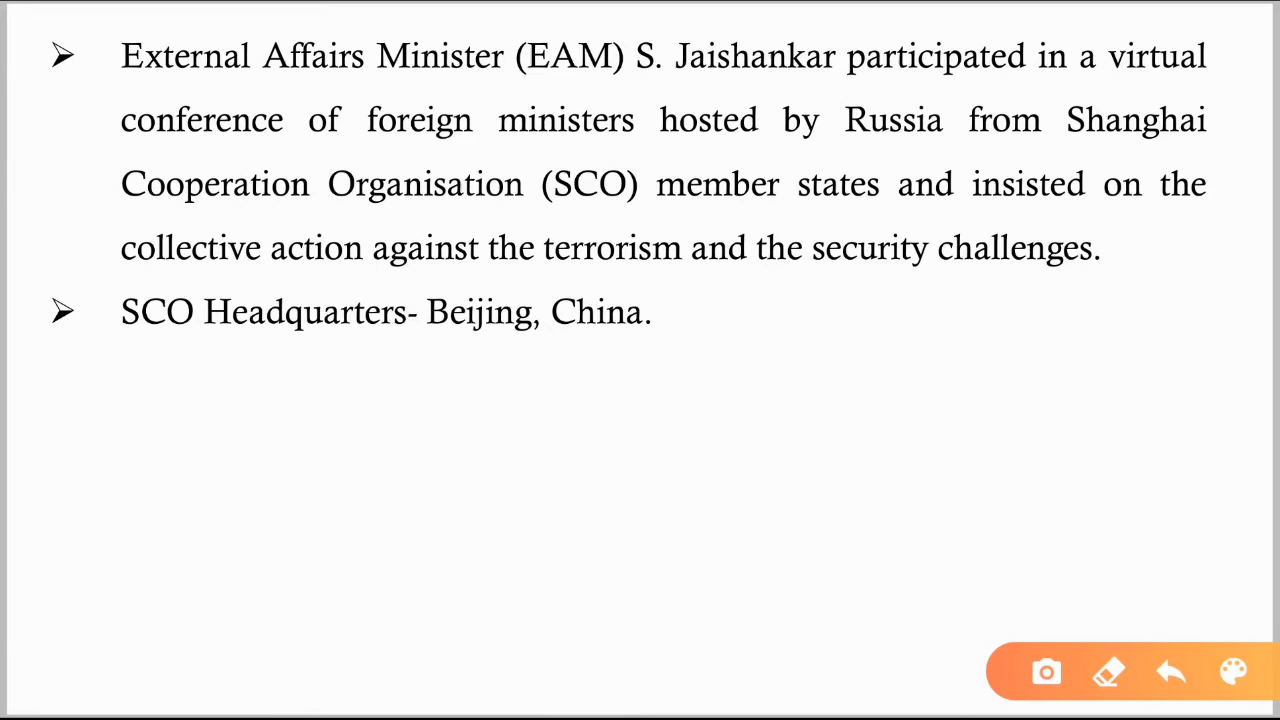 ➢ External Affairs Minister (EAM) S. Jaishankar participated in a virtual
conference of foreign ministers hosted by Russia from Shanghai
Cooperation Organisation (SCO) member states and insisted on the
collective action against the terrorism and the security challenges.
➢ SCO Headquarters- Beijing, China.